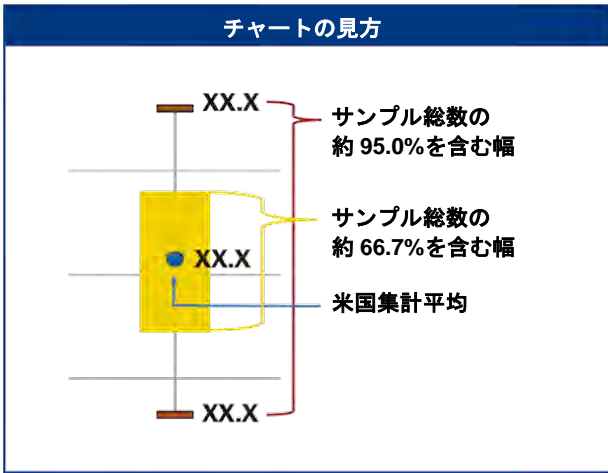 チャートの見方
XX.X
サンプル総数の
約 95.0%を含む幅
サンプル総数の
約 66.7%を含む幅
XX.X
米国集計平均
XX.X